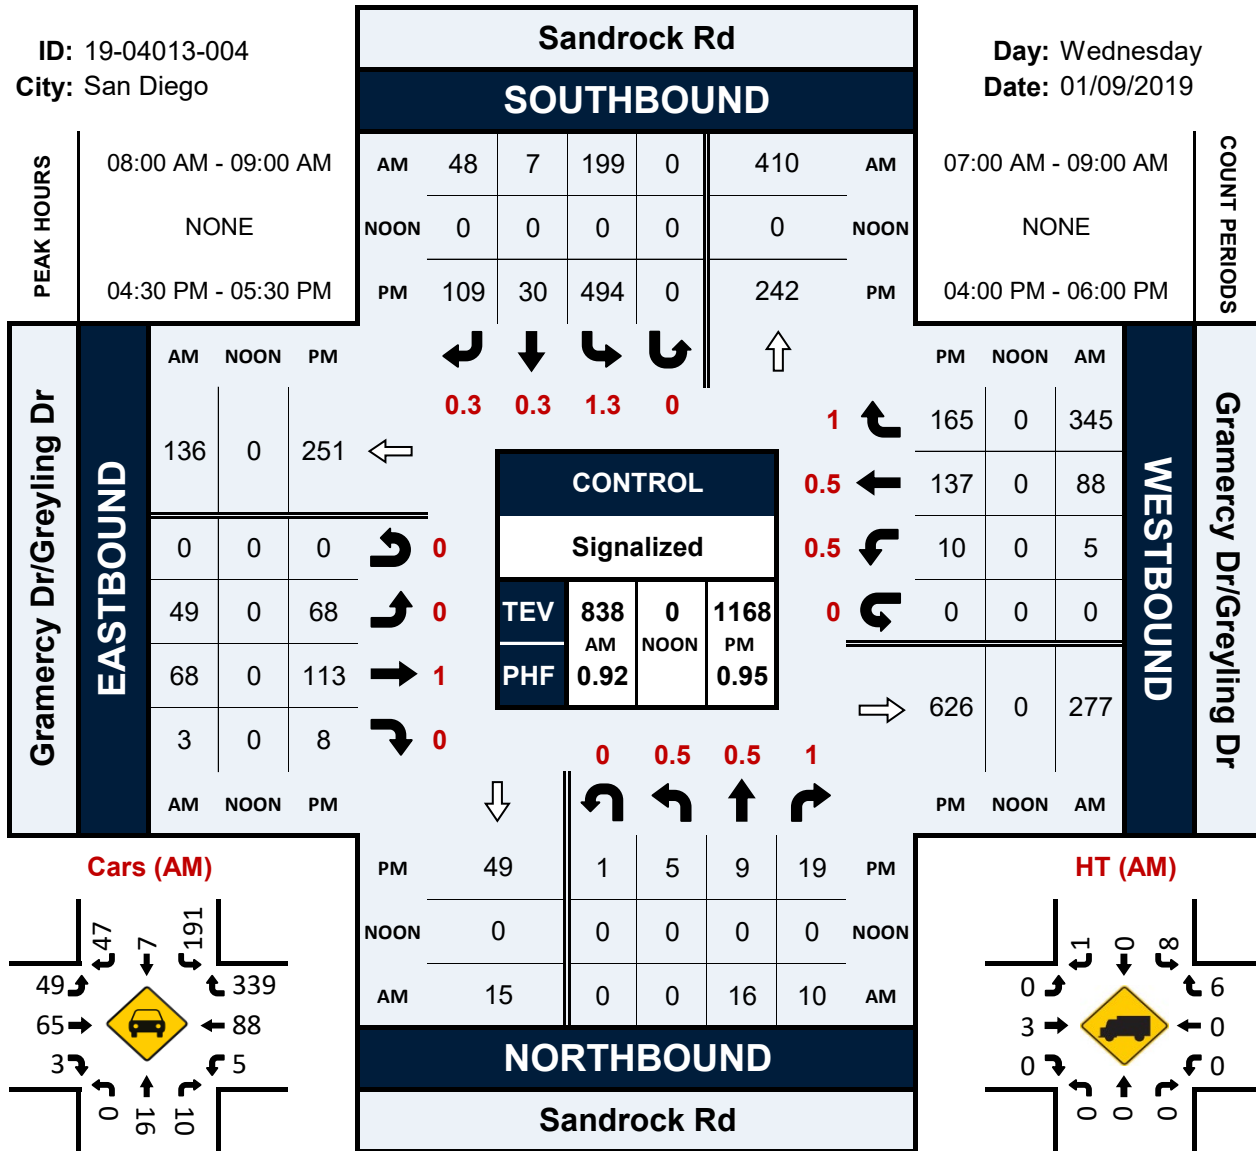 Sandrock Rd
ID: 19-04013-004
City: San Diego
Day: Wednesday
Date: 01/09/2019
SOUTHBOUND
PEAK HOURS
08:00 AM - 09:00 AM
NONE
04:30 PM - 05:30 PM
AM 48 7 199 0 410 AM
NOON 0 0 0 0 0 NOON
PM 109 30 494 0 242 PM
07:00 AM - 09:00 AM
NONE
04:00 PM - 06:00 PM
COUNT PERIODS
0.3 0.3 1.3 0
Gramercy Dr/Greyling Dr
EASTBOUND
AM NOON PM
136 0 251
0 0 0 0
49 0 68 0
68 0 113 1
3 0 8 0
AM NOON PM
CONTROL
Signalized
TEV 838 0 1168
AM NOON PM
PHF 0.92 0.95
PM NOON AM
1 165 0 345
0.5 137 0 88
0.5 10 0 5
0 0 0 0
626 0 277
PM NOON AM
WESTBOUND
Gramercy Dr/Greyling Dr
0 0.5 0.5 1
PM 49 1 5 9 19 PM
NOON 0 0 0 0 0 NOON
AM 15 0 0 16 10 AM
NORTHBOUND
Sandrock Rd
Cars (AM)
47 7 191
49 339
65 88
3 5
0 16 10
HT (AM)
1 0 8
0 6
3 0
0 0
0 0 0